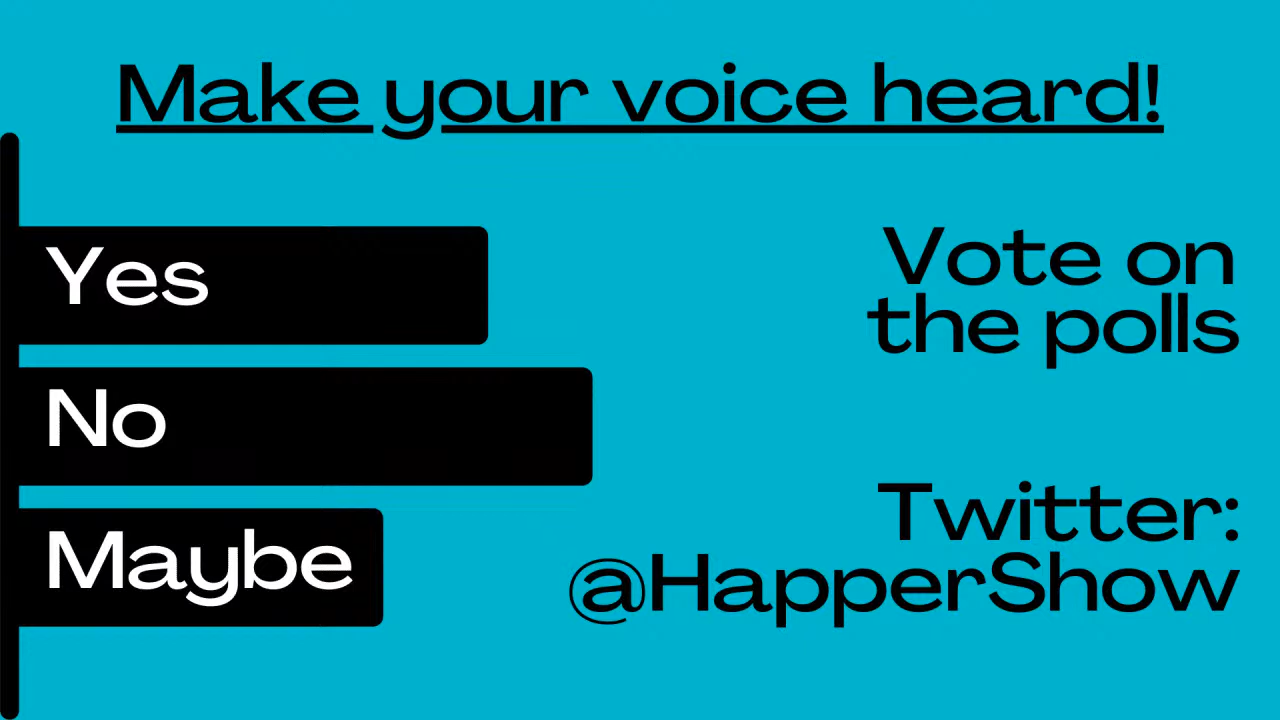 Make your voice heard!
Yes
No
Maybe
Vote on
the polls
Twitter:
@HapperShow